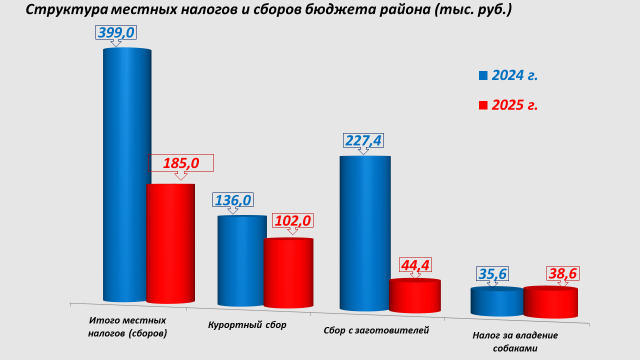 Структура местных налогов и сборов бюджета района (тыс. руб.)
399,0
2024 г.
2025 г.
227,4
185,0
136,0
102,0
44,4
35,6
38,6
Итого местных
налогов (сборов)
Курортный сбор
Сбор с заготовителей
Налог за владение
собаками